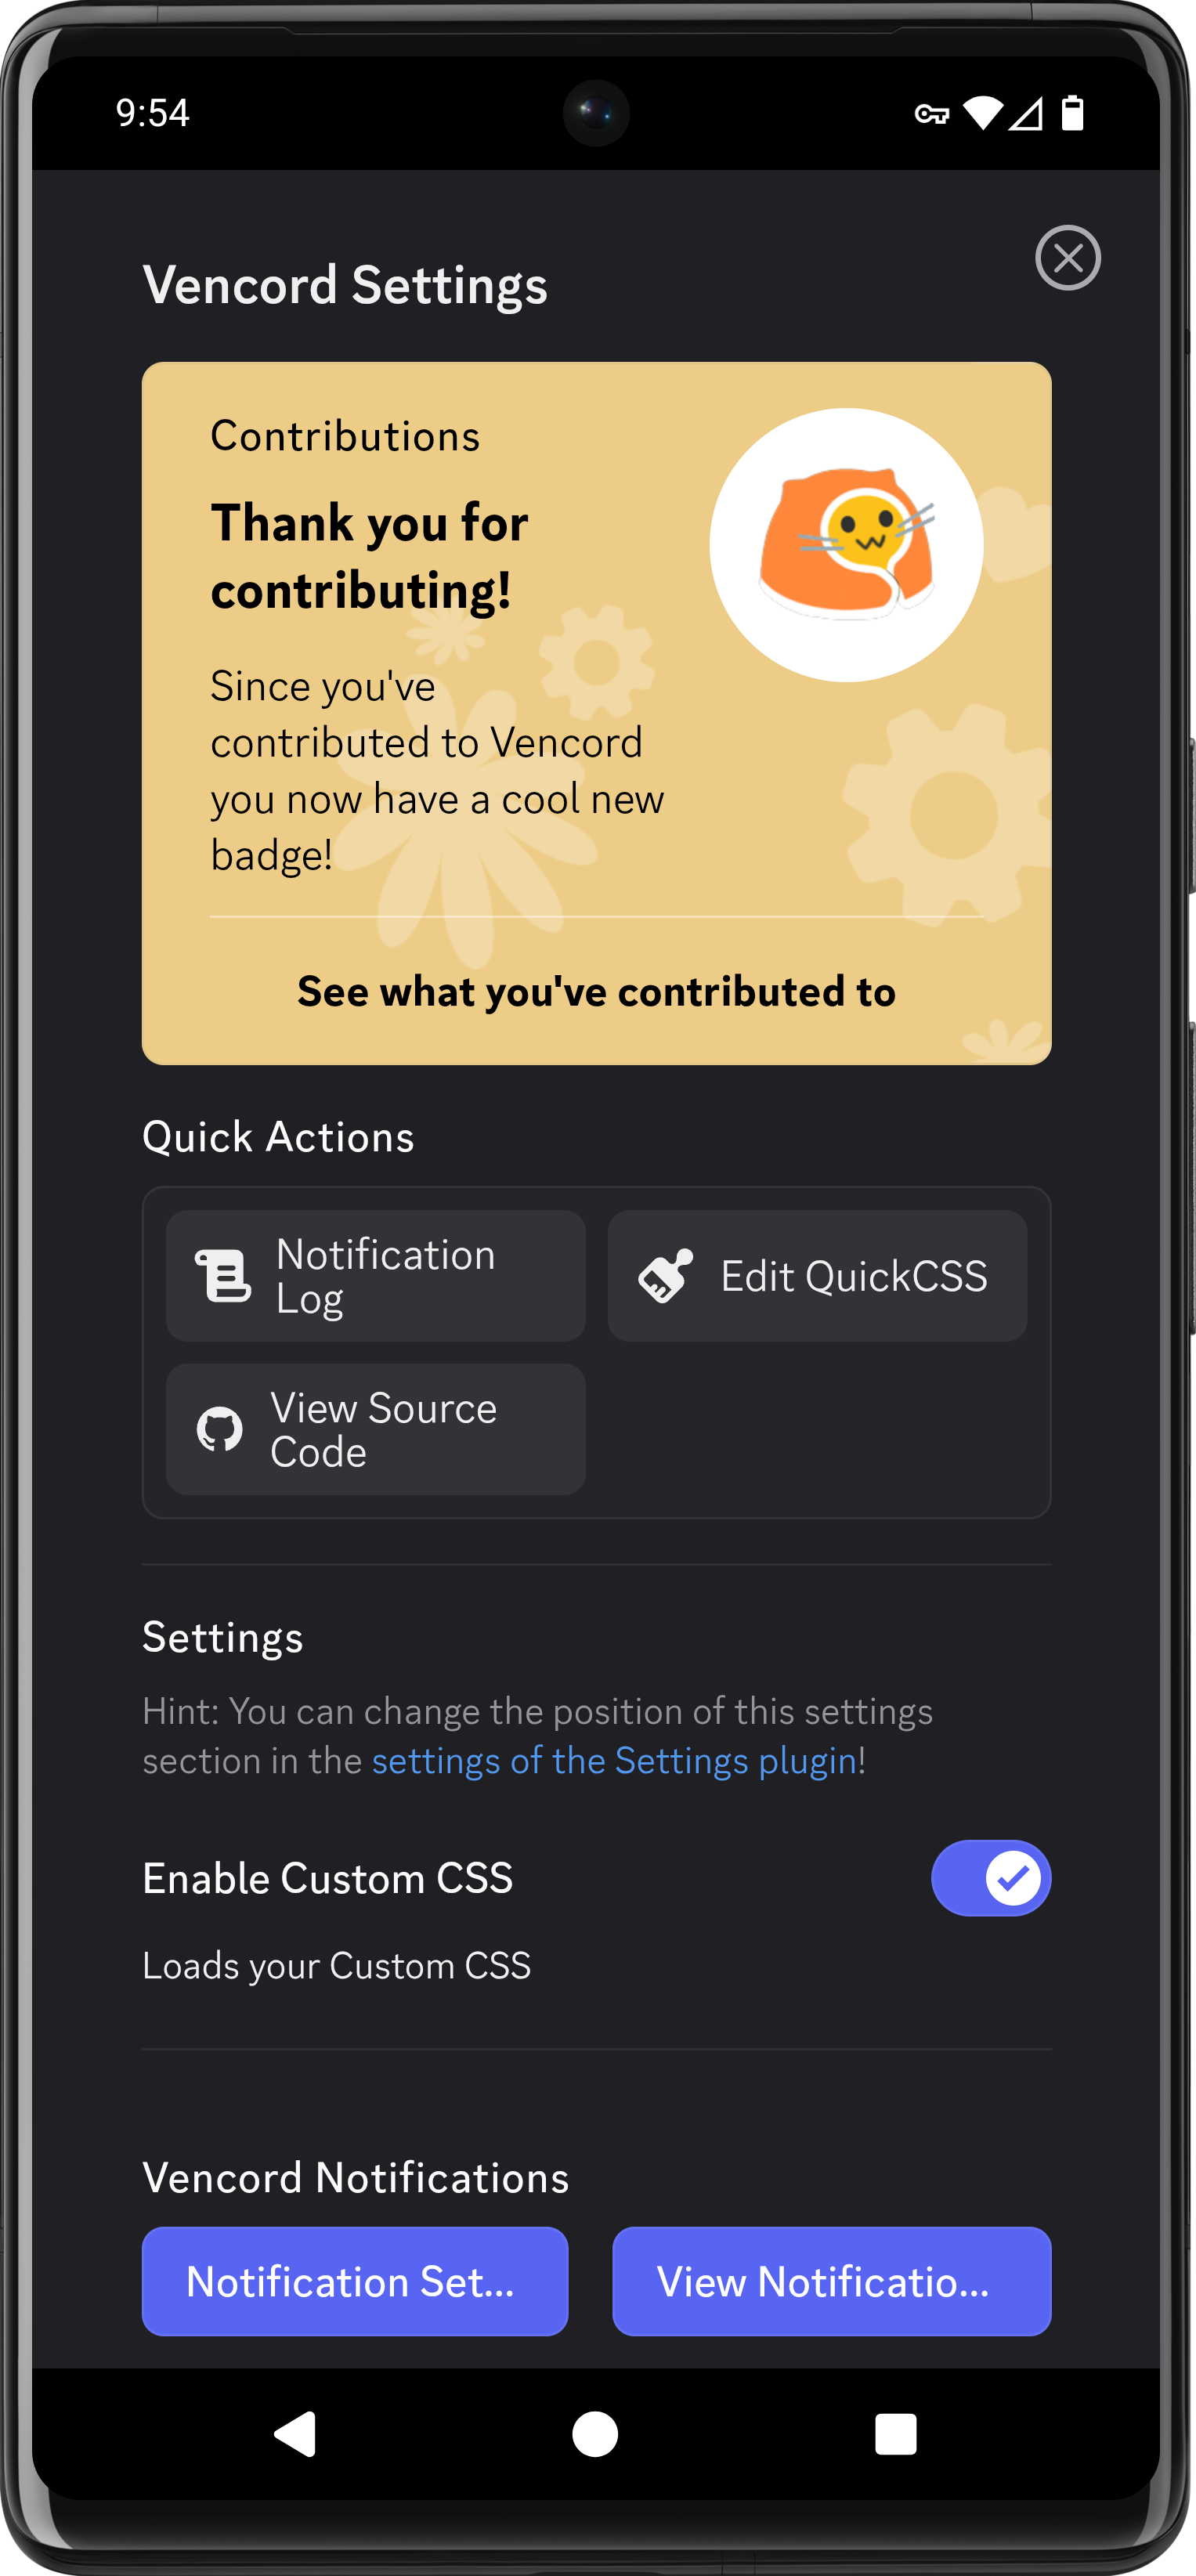 9:54
Vencord Settings
Contributions
Thank you for
contributing!
Since you've
contributed to Vencord
you now have a cool new
badge!
See what you've contributed to
Quick Actions
Notification
Log
Edit QuickCSS
View Source
Code
Settings
Hint: You can change the position of this settings
section in the settings of the Settings plugin!
Enable Custom CSS
Loads your Custom CSS
Vencord Notifications
Notification Set...
View Notificatio...